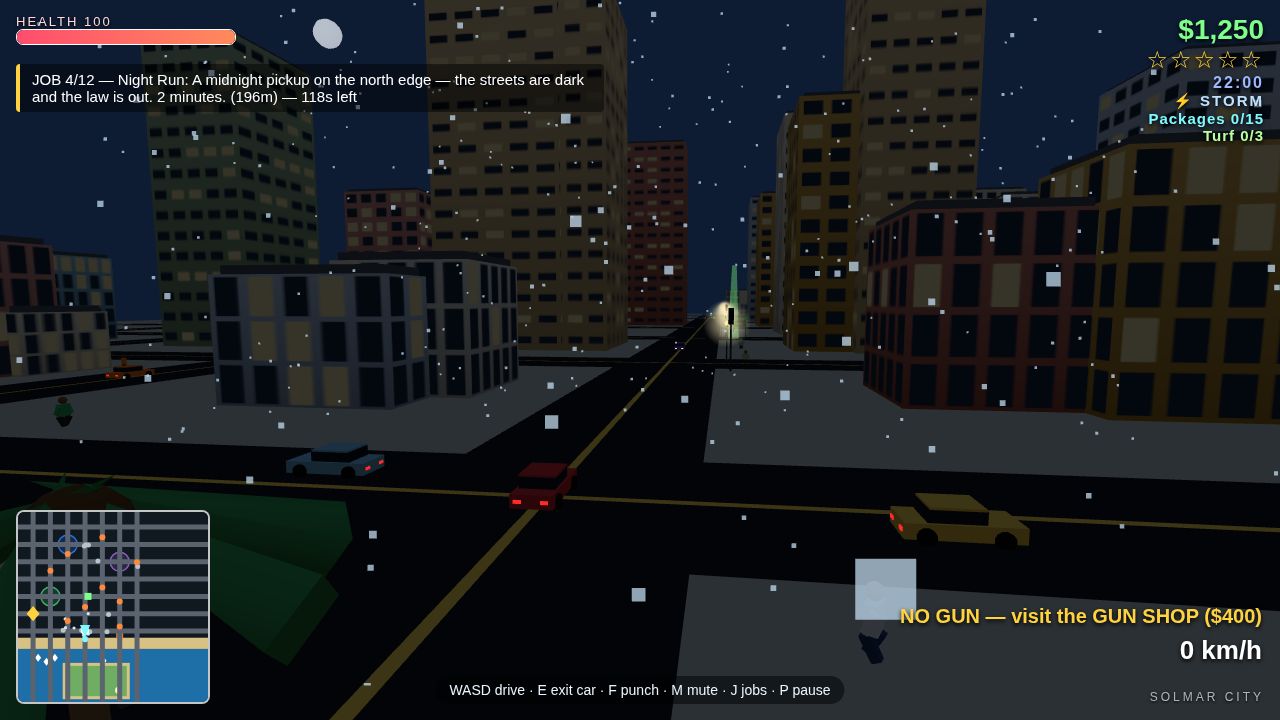 HEALTH 100
JOB 4/12 — Night Run: A midnight pickup on the north edge — the streets are dark
and the law is out. 2 minutes. (196m) — 118s left
$1,250
☆☆☆☆☆
22:00
⚡ STORM
Packages 0/15
Turf 0/3
NO GUN — visit the GUN SHOP ($400)
0 km/h
WASD drive · E exit car · F punch · M mute · J jobs · P pause
SOLMAR CITY